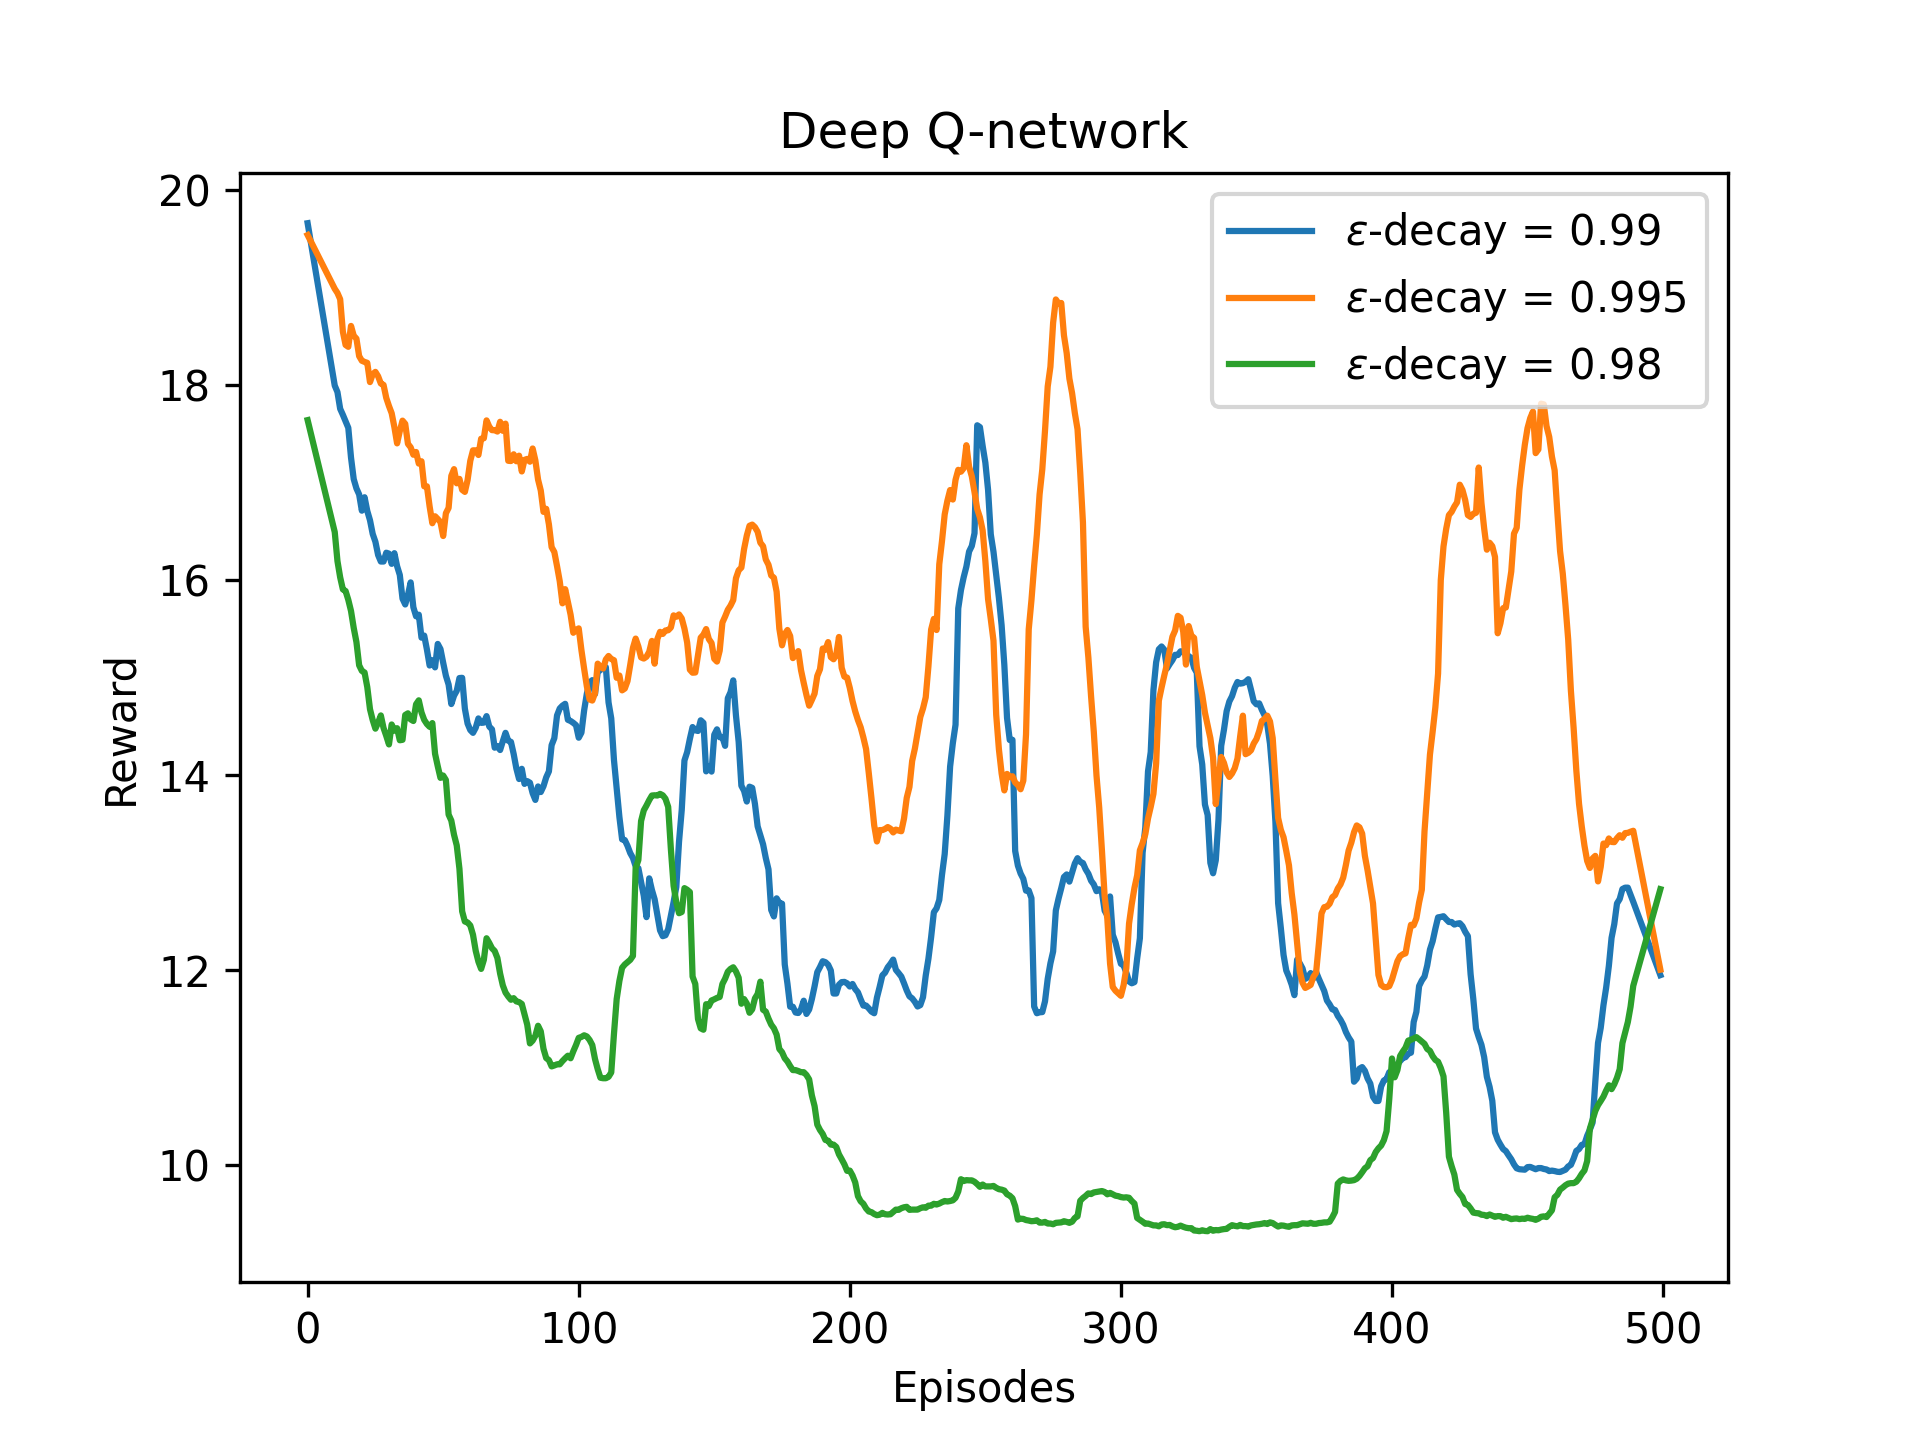 Deep Q-network
20
18
16
14
12
10
Reward
ε-decay = 0.99
ε-decay = 0.995
ε-decay = 0.98
0 100 200 300 400 500
Episodes